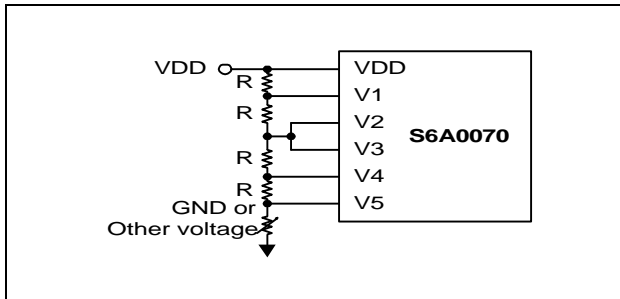 VDD VDD
R
V1
R
V2
S6A0070
V3
R
V4
R
V5
GND or
Other voltage